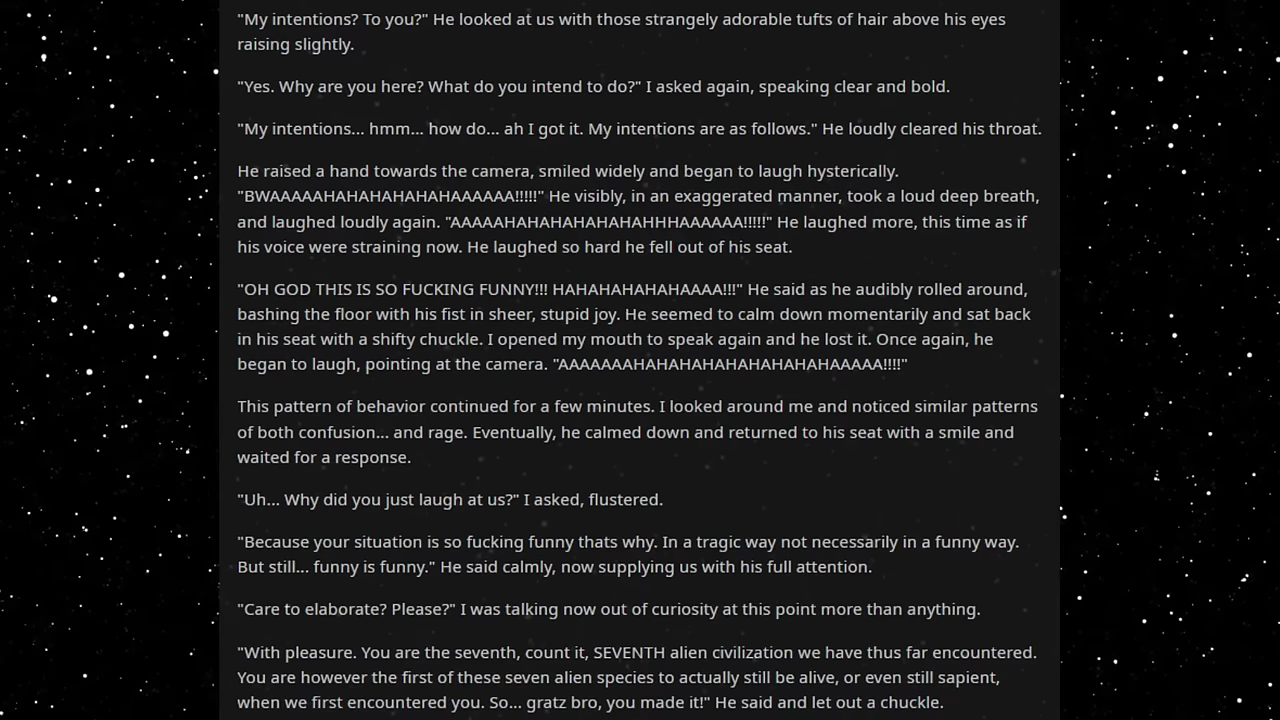 "My intentions? To you?" He looked at us with those strangely adorable tufts of hair above his eyes
raising slightly.
"Yes. Why are you here? What do you intend to do?" I asked again, speaking clear and bold.
"My intentions... hmm... how do... ah I got it. My intentions are as follows." He loudly cleared his throat.
He raised a hand towards the camera, smiled widely and began to laugh hysterically.
"BWAAAAAHAHAHAHAHAHAAAAAA!!!!!" He visibly, in an exaggerated manner, took a loud deep breath,
and laughed loudly again. "AAAAAHAHAHAHAHAHHHAAAAAA!!!!!" He laughed more, this time as if
his voice were straining now. He laughed so hard he fell out of his seat.
"OH GOD THIS IS SO FUCKING FUNNY!!! HAHAHAHAHAHAAAA!!!" He said as he audibly rolled around,
bashing the floor with his fist in sheer, stupid joy. He seemed to calm down momentarily and sat back
in his seat with a shifty chuckle. I opened my mouth to speak again and he lost it. Once again, he
began to laugh, pointing at the camera. "AAAAAAAHAHAHAHAHAHAHAHAHAAAAA!!!!"
This pattern of behavior continued for a few minutes. I looked around me and noticed similar patterns
of both confusion... and rage. Eventually, he calmed down and returned to his seat with a smile and
waited for a response.
"Uh... Why did you just laugh at us?" I asked, flustered.
"Because your situation is so fucking funny thats why. In a tragic way not necessarily in a funny way.
But still... funny is funny." He said calmly, now supplying us with his full attention.
"Care to elaborate? Please?" I was talking now out of curiosity at this point more than anything.
"With pleasure. You are the seventh, count it, SEVENTH alien civilization we have thus far encountered.
You are however the first of these seven alien species to actually still be alive, or even still sapient,
when we first encountered you. So... gratz bro, you made it!" He said and let out a chuckle.